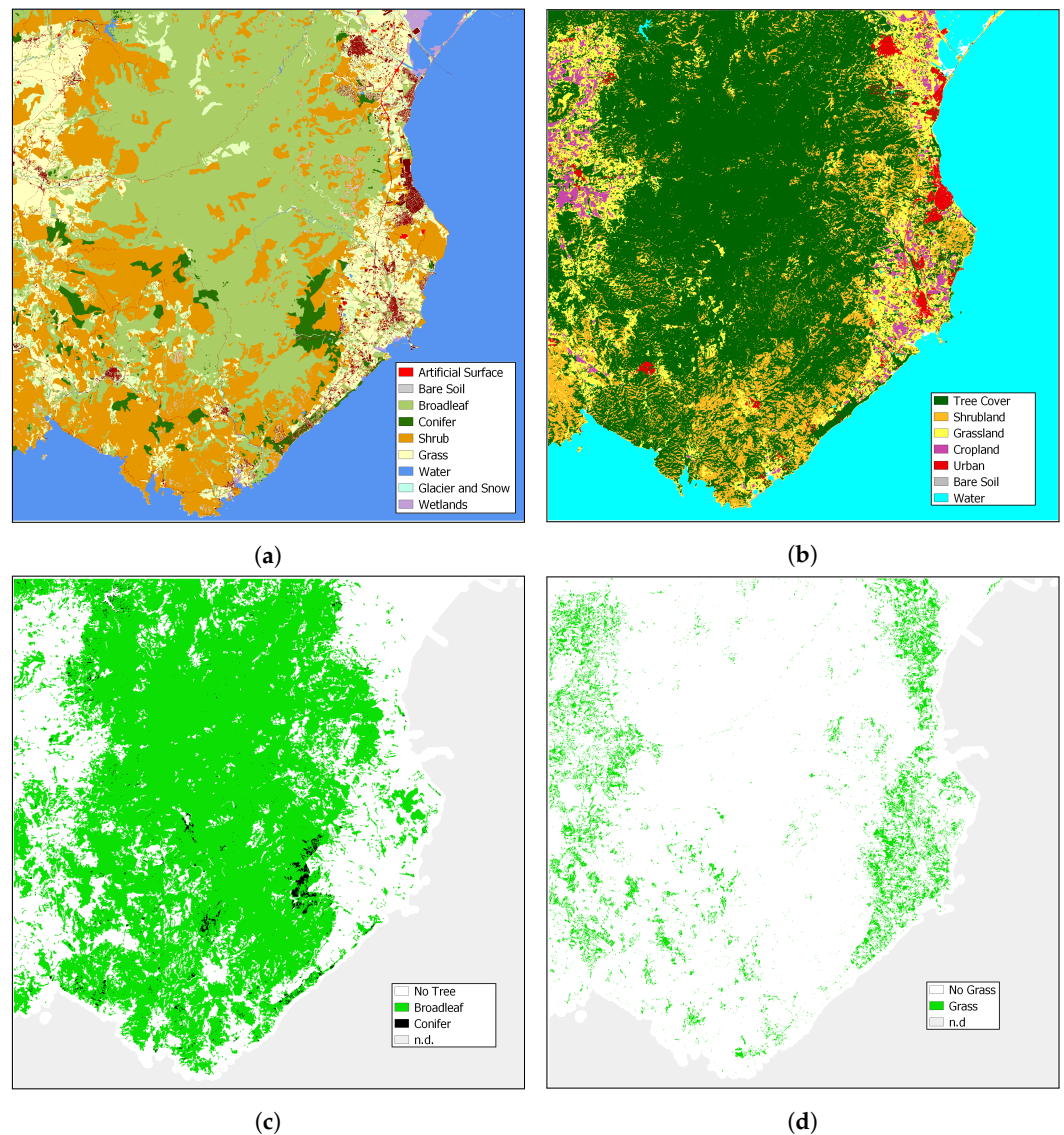 Artificial Surface
Bare Soil
Broadleaf
Conifer
Shrub
Grass
Water
Glacier and Snow
Wetlands
(a)
Tree Cover
Shrubland
Grassland
Cropland
Urban
Bare Soil
Water
(b)
No Tree
Broadleaf
Conifer
n.d.
(c)
No Grass
Grass
n.d
(d)